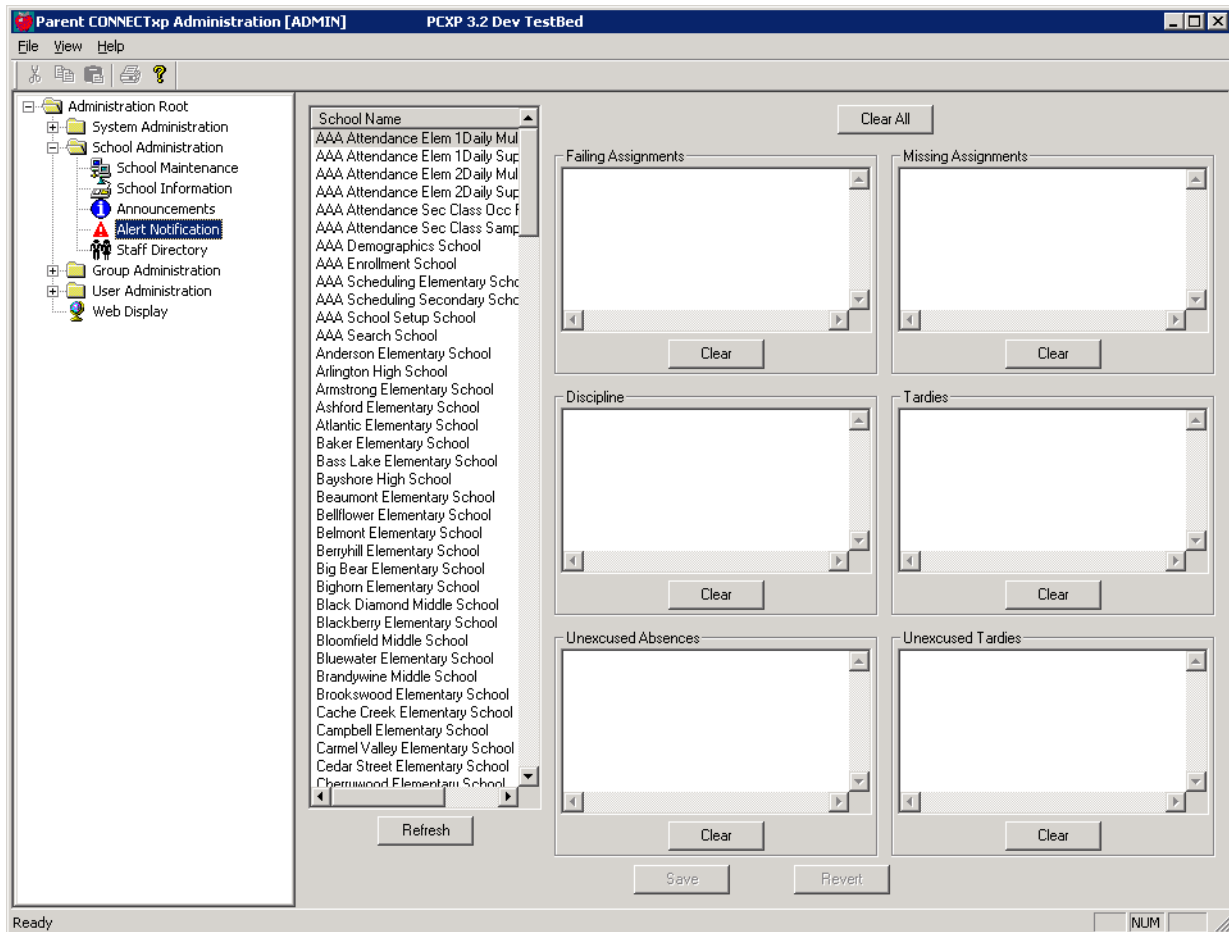 Parent CONNECTxp Administration [ADMIN] PCXP 3.2 Dev TestBed
File View Help
Administration Root
System Administration
School Administration
School Maintenance
School Information
Announcements
Alert Notification
Staff Directory
Group Administration
User Administration
Web Display
School Name
AAA Attendance Elem 1Daily Mul
AAA Attendance Elem 1Daily Sup
AAA Attendance Elem 2Daily Mul
AAA Attendance Elem 2Daily Sup
AAA Attendance Sec Class Occ
AAA Attendance Sec Class Samp
AAA Demographics School
AAA Enrollment School
AAA Scheduling Elementary Scho
AAA Scheduling Secondary Scho
AAA School Setup School
AAA Search School
Anderson Elementary School
Arlington High School
Armstrong Elementary School
Ashford Elementary School
Atlantic Elementary School
Baker Elementary School
Bass Lake Elementary School
Bayshore High School
Beaumont Elementary School
Bellflower Elementary School
Belmont Elementary School
Berryhill Elementary School
Big Bear Elementary School
Bighorn Elementary School
Black Diamond Middle School
Blackberry Elementary School
Bloomfield Middle School
Bluewater Elementary School
Brandywine Middle School
Brookswood Elementary School
Cache Creek Elementary School
Campbell Elementary School
Carmel Valley Elementary School
Cedar Street Elementary School
Cherrywood Elementary School
Refresh
Clear All
Failing Assignments
Missing Assignments
Clear
Clear
Discipline
Tardies
Clear
Clear
Unexcused Absences
Unexcused Tardies
Clear
Clear
Save
Revert
Ready
NUM